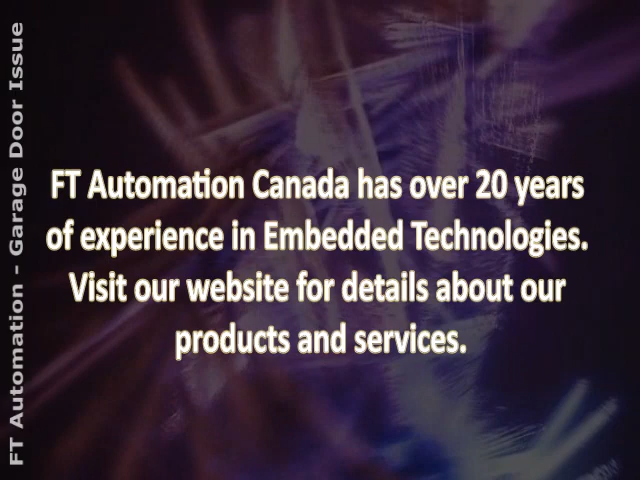 FT Automation - Garage Door Issue
FT Automation Canada has over 20 years
of experience in Embedded Technologies.
Visit our website for details about our
products and services.